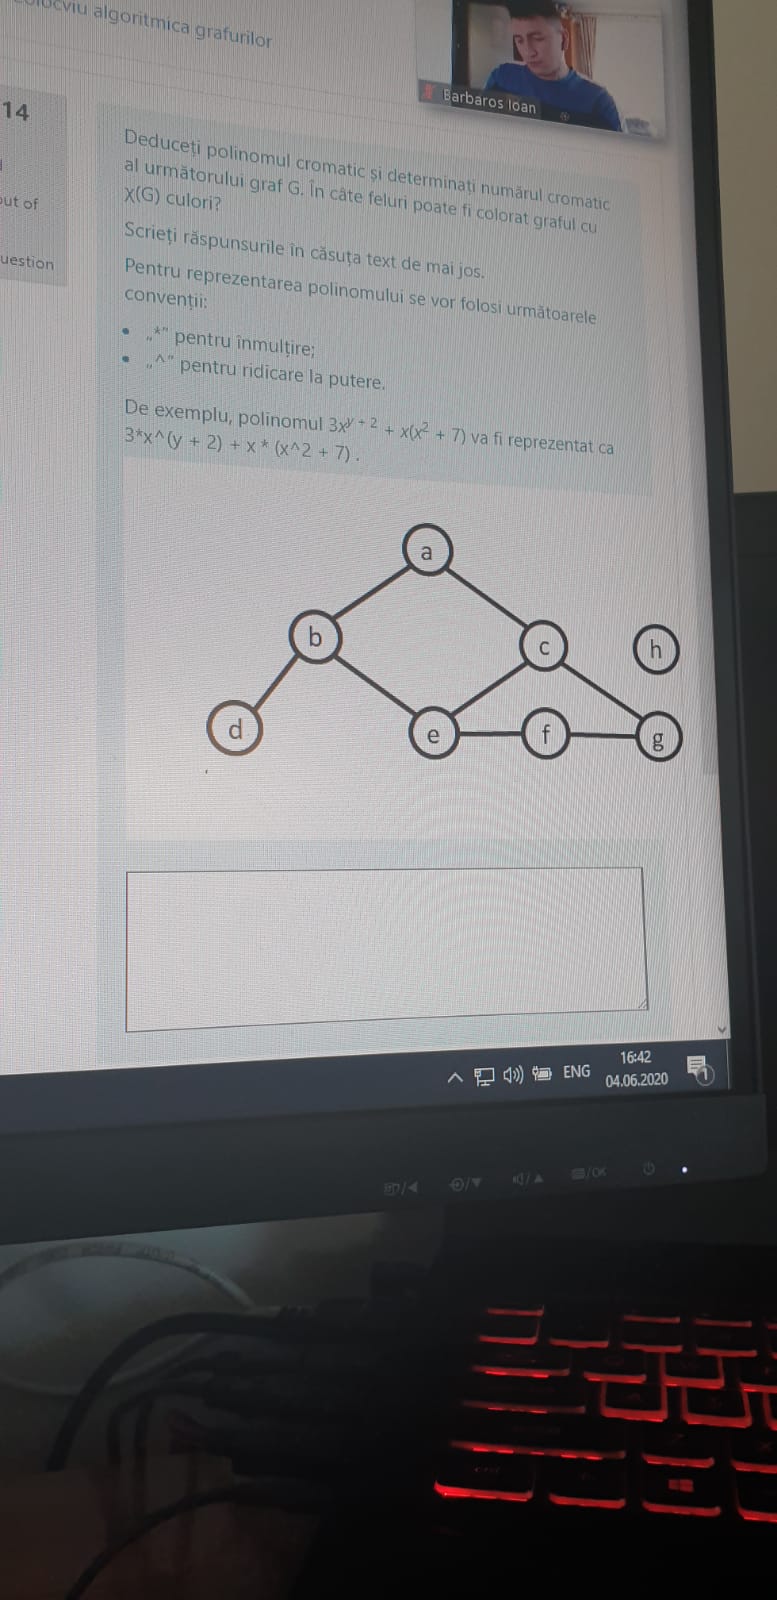 algoritmica grafurilor
Barbaros Ioan
14
out of
uestion
Deduceți polinomul cromatic și determinați numărul cromatic
al următorului graf G. În câte feluri poate fi colorat graful cu
χ(G) culori?
Scrieți răspunsurile în căsuța text de mai jos.
Pentru reprezentarea polinomului se vor folosi următoarele
convenții:
• „*" pentru înmulțire;
• „^" pentru ridicare la putere.
De exemplu, polinomul 3x^(y + 2) + x(x² + 7) va fi reprezentat ca
3*x^(y + 2) + x * (x^2 + 7) .
a
b
c
h
d
e
f
g
ENG
16:42
04.06.2020
1
/OK